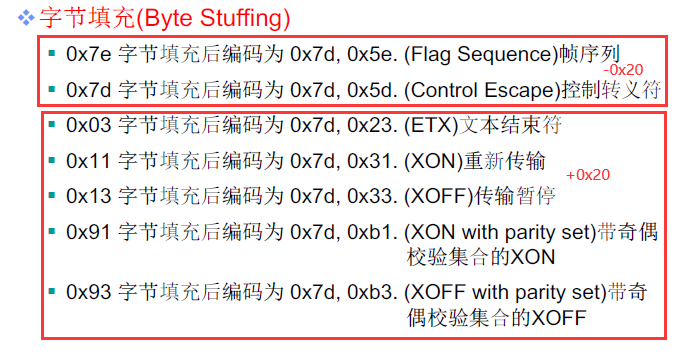 ❖字节填充(Byte Stuffing)
▪ 0x7e 字节填充后编码为 0x7d, 0x5e. (Flag Sequence)帧序列
-0x20
▪ 0x7d 字节填充后编码为 0x7d, 0x5d. (Control Escape)控制转义符
▪ 0x03 字节填充后编码为 0x7d, 0x23. (ETX)文本结束符
▪ 0x11 字节填充后编码为 0x7d, 0x31. (XON)重新传输
+0x20
▪ 0x13 字节填充后编码为 0x7d, 0x33. (XOFF)传输暂停
▪ 0x91 字节填充后编码为 0x7d, 0xb1. (XON with parity set)带奇偶
校验集合的XON
▪ 0x93 字节填充后编码为 0x7d, 0xb3. (XOFF with parity set)带奇
偶校验集合的XOFF